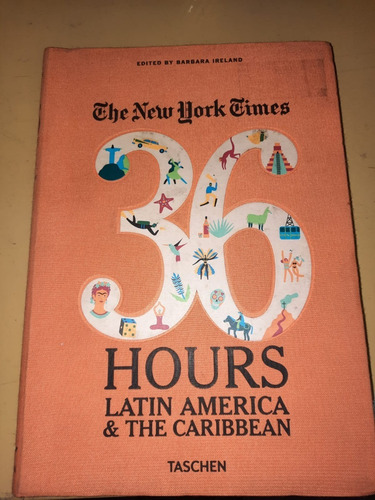 EDITED BY BARBARA IRELAND
The New York Times
36
HOURS
LATIN AMERICA
& THE CARIBBEAN
TASCHEN